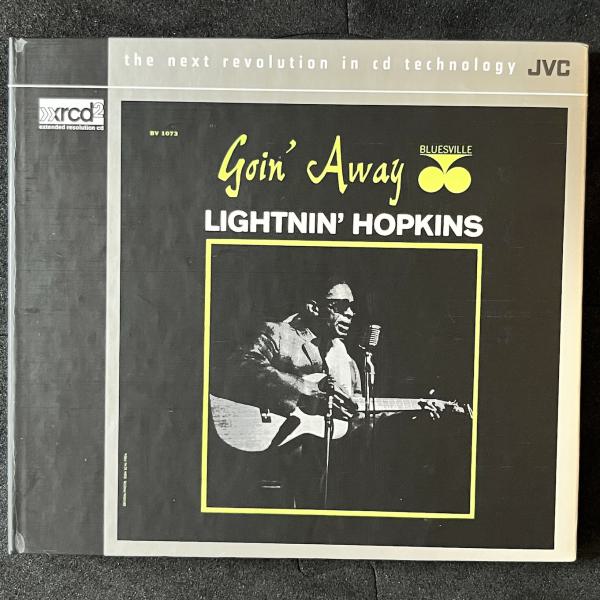 the next revolution in cd technology JVC
xrcd2
extended resolution cd
BV 1073
Goin' Away
BLUESVILLE
LIGHTNIN' HOPKINS